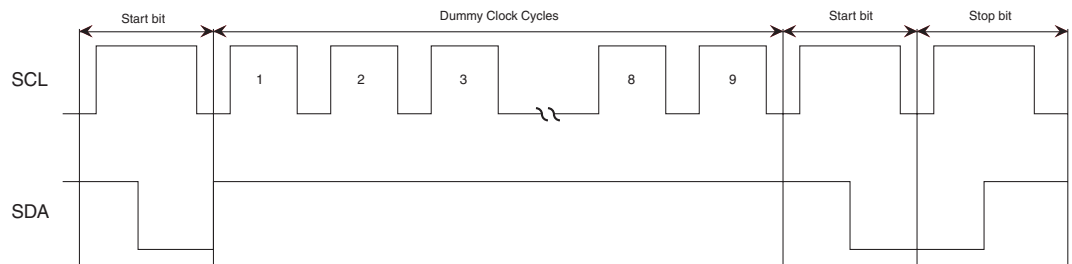 Start bit
Dummy Clock Cycles
Start bit
Stop bit
SCL
1
2
3
8
9
SDA